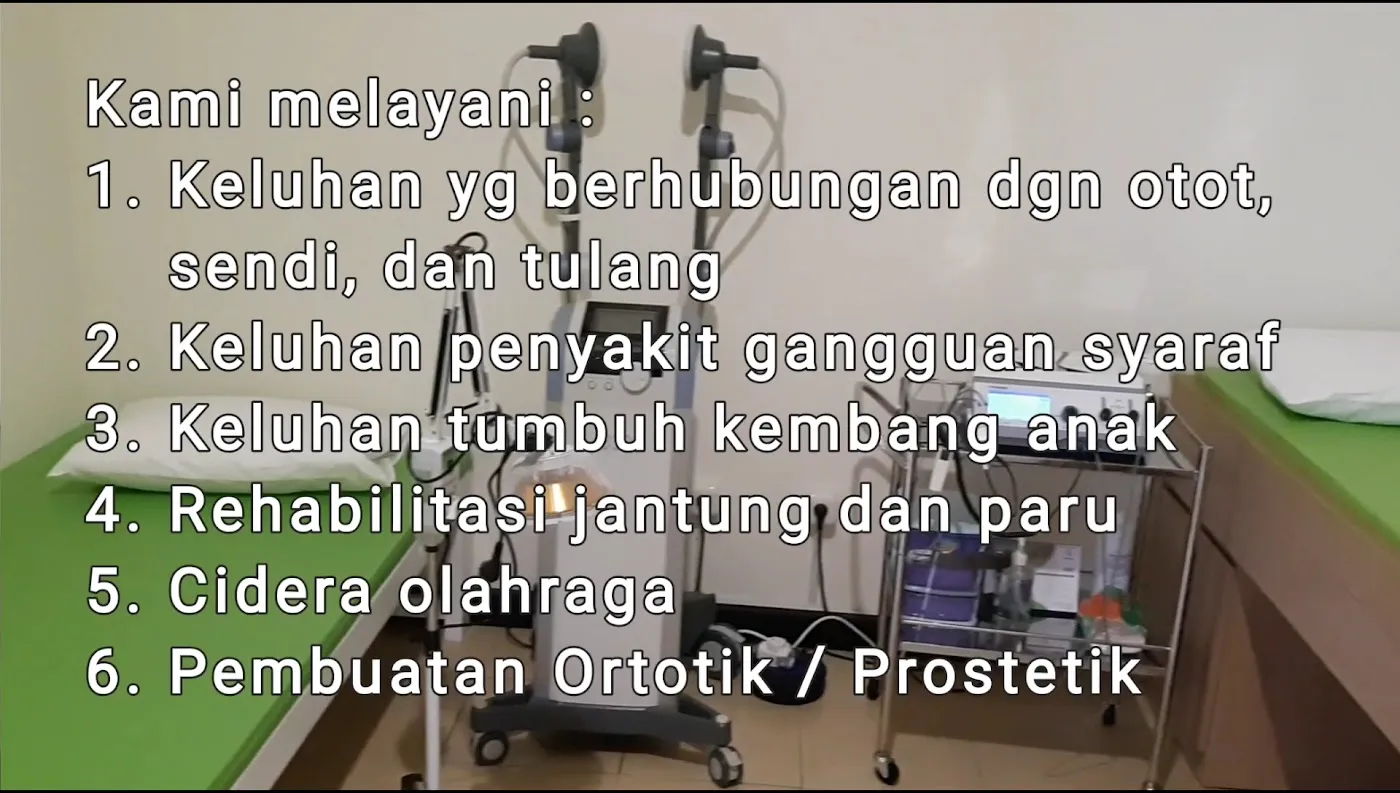 Kami melayani :
1. Keluhan yg berhubungan dgn otot,
sendi, dan tulang
2. Keluhan penyakit gangguan syaraf
3. Keluhan tumbuh kembang anak
4. Rehabilitasi jantung dan paru
5. Cidera olahraga
6. Pembuatan Ortotik / Prostetik